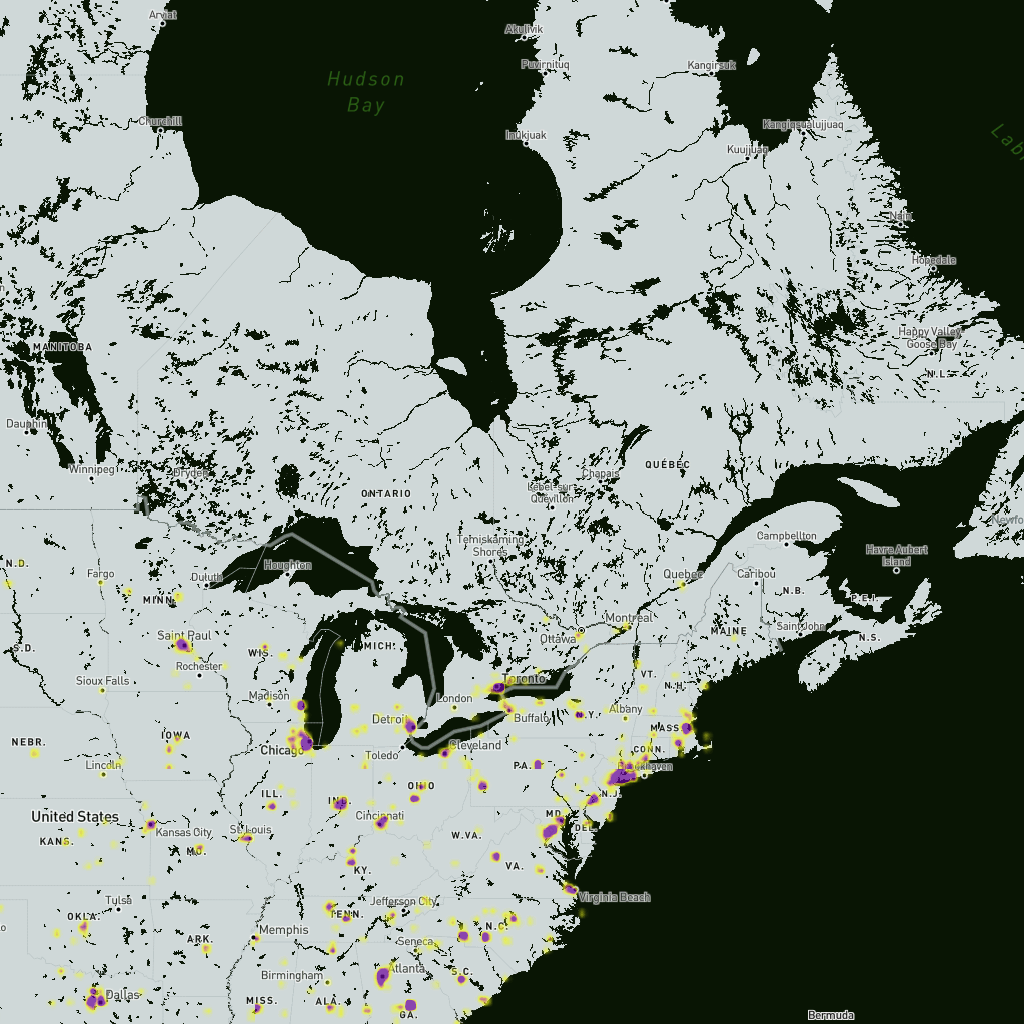 Arviat
Akulivik
Hudson
Bay
Puvirnituq
Kangirsuk
Churchill
Inukjuak
Kangiqsualujjuaq
Kuujjuaq
Nain
Hopedale
MANITOBA
Happy Valley
Goose Bay
N.L.
Dauphin
Winnipeg
Dryden
Chapais
QUÉBEC
Lebel-sur-
Quévillon
ONTARIO
Temiskaming
Shores
Campbellton
Havre Aubert
Island
N.D.
Fargo
Duluth
Houghton
Quebec
Caribou
N.B.
P.E.I.
MINN.
Saint Paul
Ottawa
Montreal
MAINE
Saint John
N.S.
S.D.
WIS.
MICH.
Rochester
VT.
N.H.
Sioux Falls
Madison
London
Toronto
Detroit
Buffalo
N.Y.
Albany
MASS.
NEBR.
IOWA
Chicago
Toledo
Cleveland
CONN.
Lincoln
PA.
Brookhaven
ILL.
IND.
OHIO
N.J.
United States
Kansas City
St. Louis
Cincinnati
MD.
DEL.
KANS.
MO.
W.VA.
VA.
KY.
Tulsa
Jefferson City
Virginia Beach
OKLA.
TENN.
N.C.
ARK.
Memphis
Seneca
Birmingham
Atlanta
S.C.
Dallas
MISS.
ALA.
GA.
Bermuda